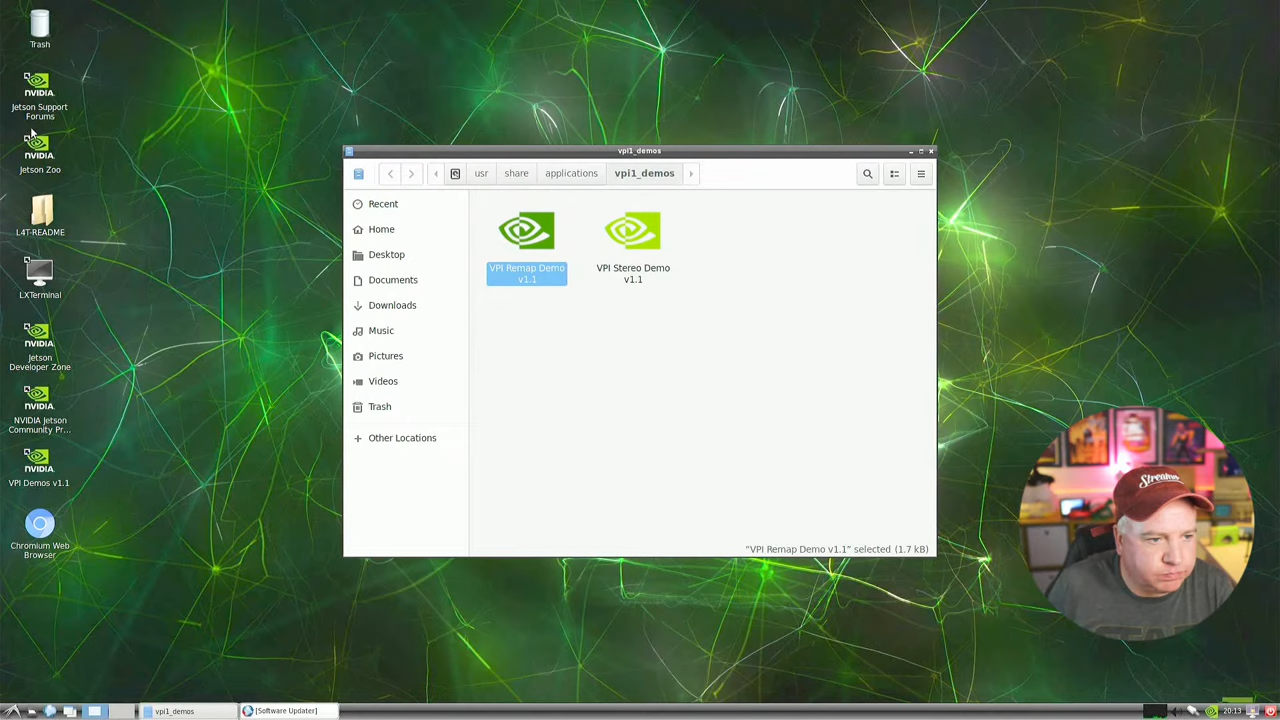 Trash
NVIDIA.
Jetson Support
Forums
NVIDIA.
Jetson Zoo
L4T-README
LXTerminal
NVIDIA.
Jetson
Developer Zone
NVIDIA.
NVIDIA Jetson
Community Pr...
NVIDIA.
VPI Demos v1.1
Chromium Web
Browser
vpi1_demos
usr
share
applications
vpi1_demos
Recent
Home
Desktop
Documents
Downloads
Music
Pictures
Videos
Trash
Other Locations
VPI Remap Demo
v1.1
VPI Stereo Demo
v1.1
"VPI Remap Demo v1.1" selected (1.7 kB)
vpi1_demos
[Software Updater]
20:13